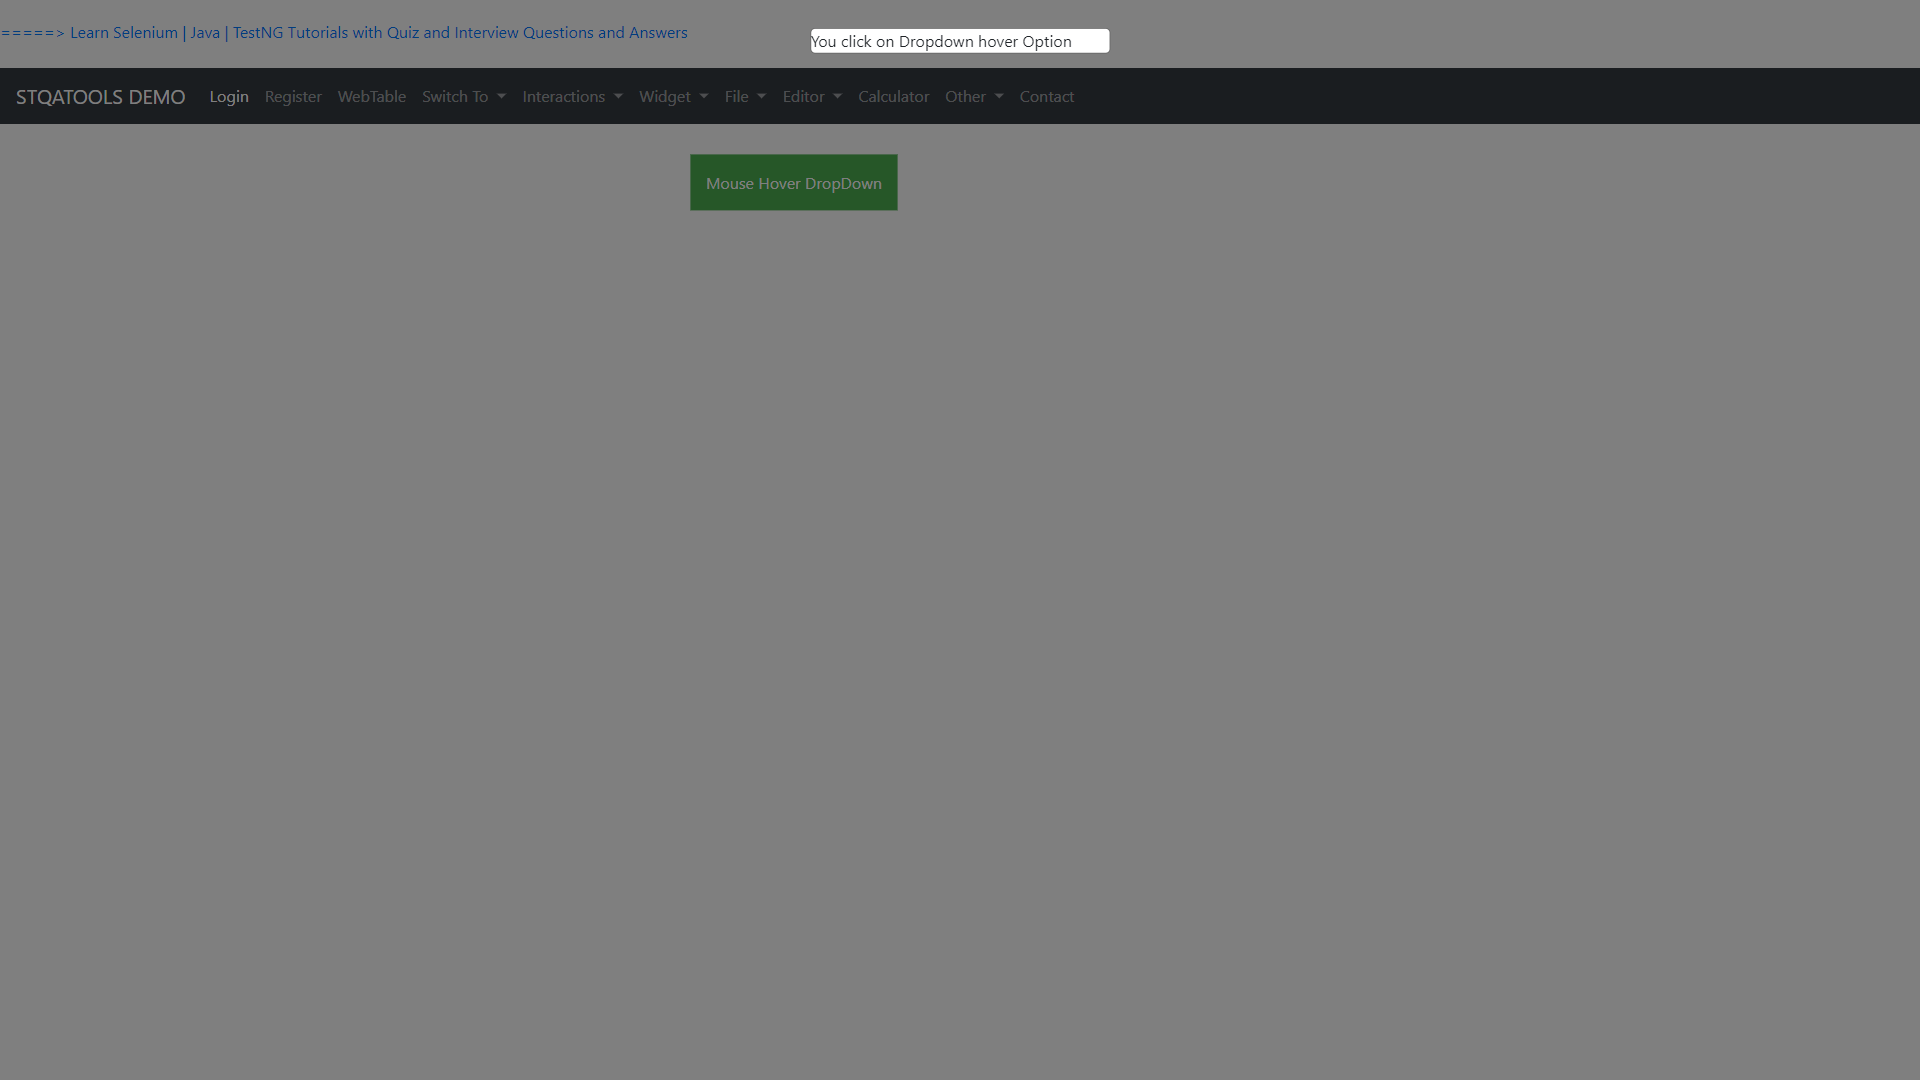 =====> Learn Selenium | Java | TestNG Tutorials with Quiz and Interview Questions and Answers
You click on Dropdown hover Option
STQATOOLS DEMO Login Register WebTable Switch To Interactions Widget File Editor Calculator Other Contact
Mouse Hover DropDown